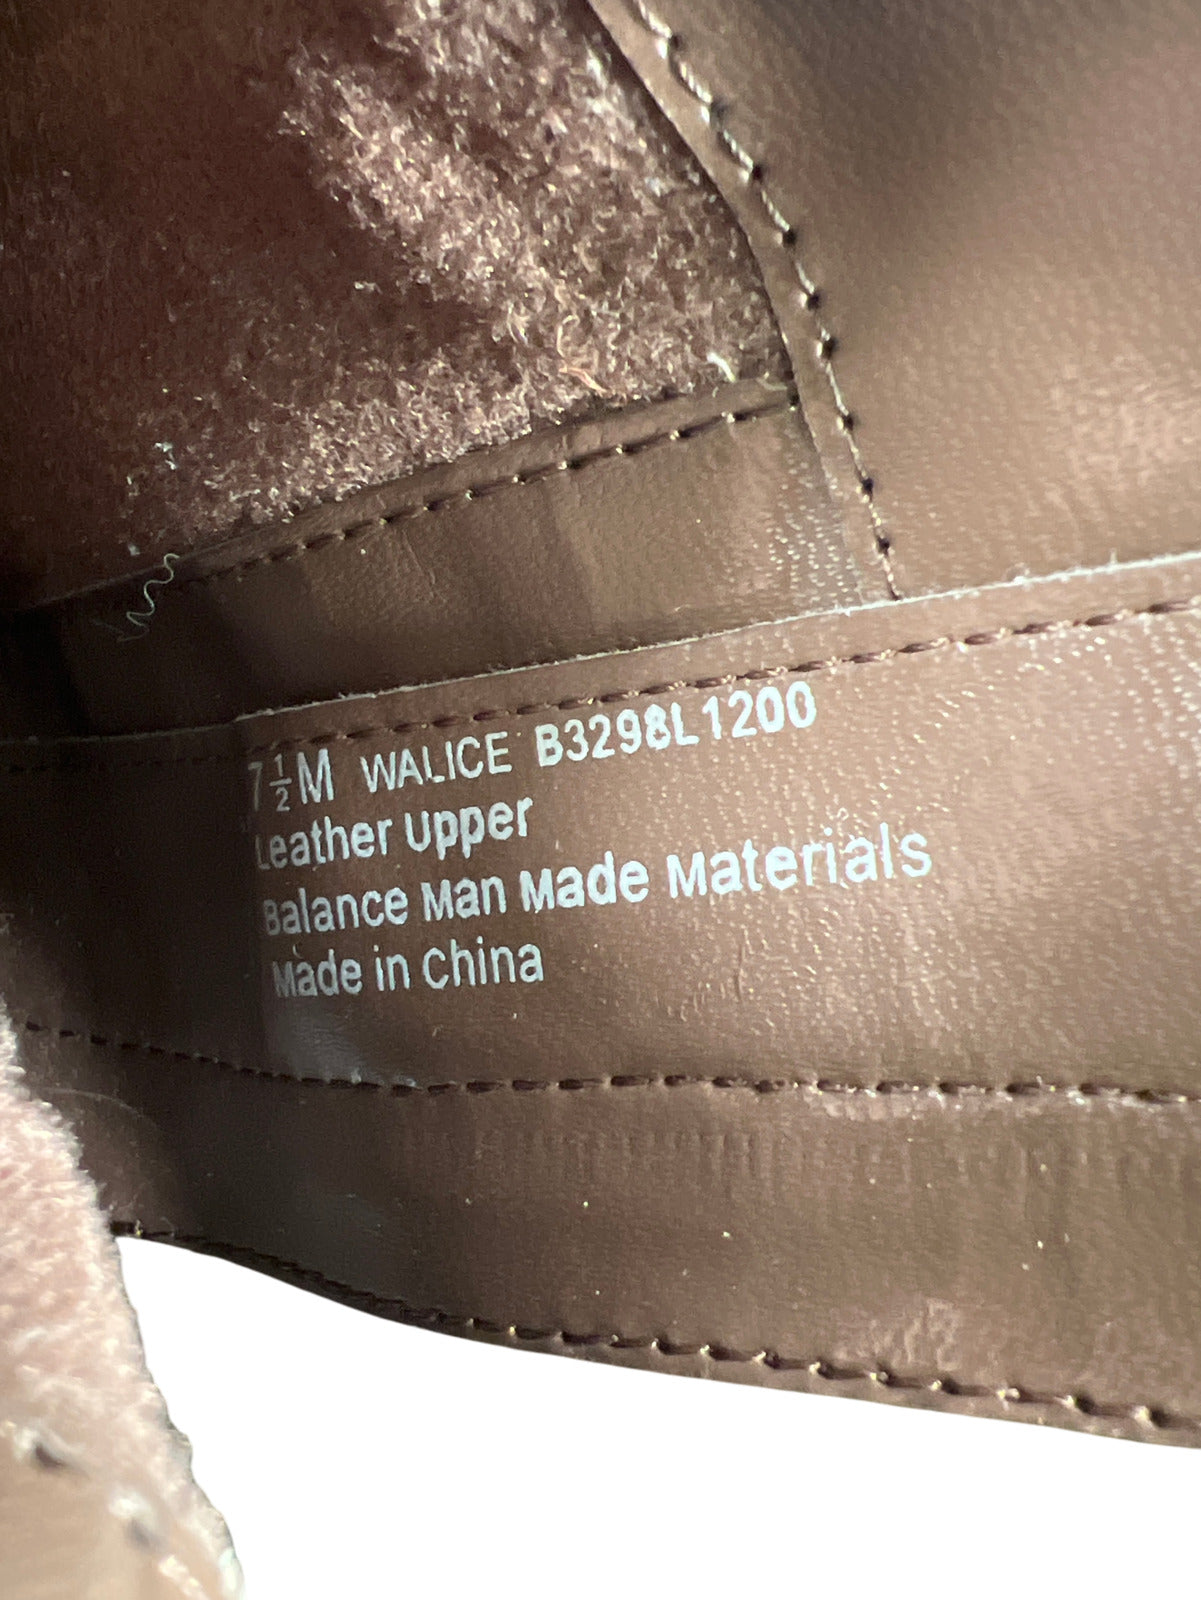 7½M WALICE B3298L1200
Leather Upper
Balance Man Made Materials
Made in China